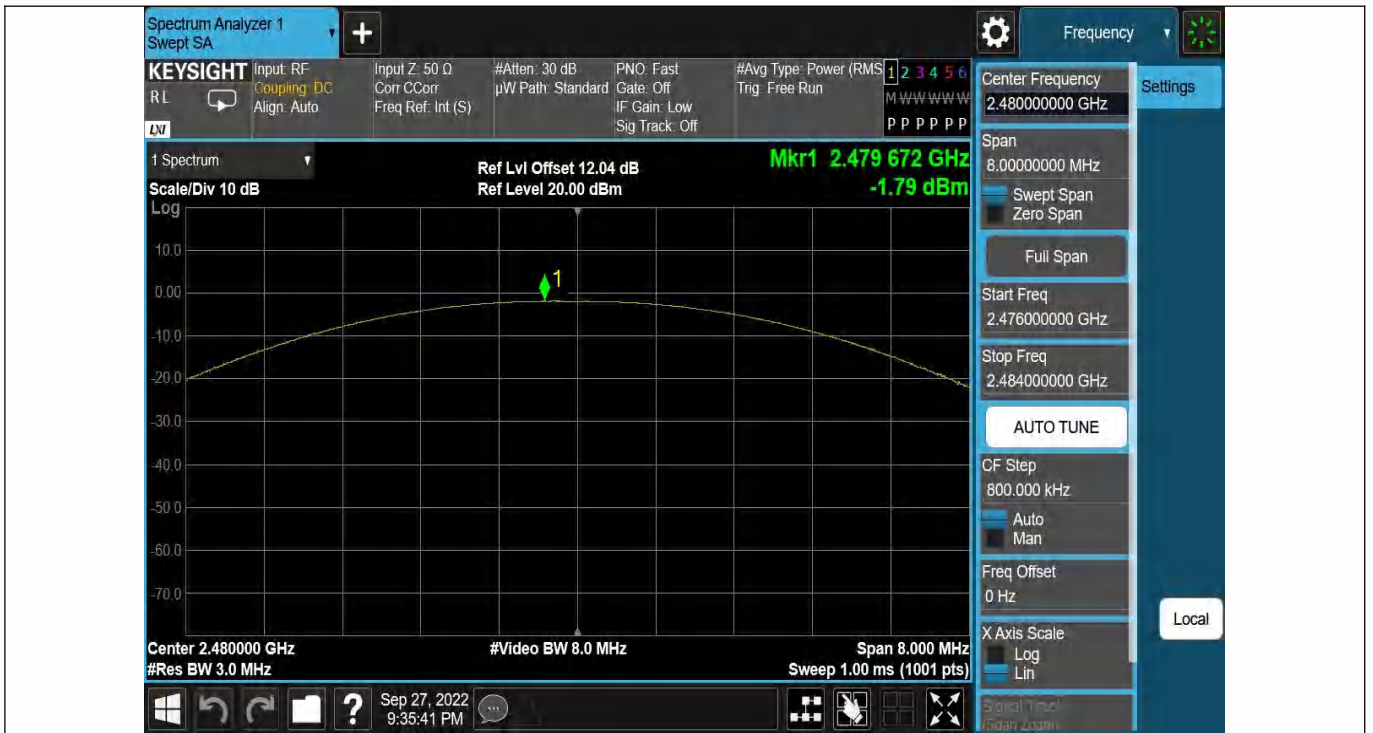 Spectrum Analyzer 1
Swept SA
+
Frequency
KEYSIGHT
RL
LXI
Input: RF
Coupling: DC
Align: Auto
Input Z: 50 Ω
Corr CCorr
Freq Ref: Int (S)
#Atten: 30 dB
µW Path: Standard
PNO: Fast
Gate: Off
IF Gain: Low
Sig Track: Off
#Avg Type: Power (RMS
Trig: Free Run
1 2 3 4 5 6
M W W W W W
P P P P P P
1 Spectrum
Scale/Div 10 dB
Ref Lvl Offset 12.04 dB
Ref Level 20.00 dBm
Mkr1 2.479 672 GHz
-1.79 dBm
Log
10.0
0.00
-10.0
-20.0
-30.0
-40.0
-50.0
-60.0
-70.0
1
Center 2.480000 GHz
#Res BW 3.0 MHz
#Video BW 8.0 MHz
Span 8.000 MHz
Sweep 1.00 ms (1001 pts)
Center Frequency
2.480000000 GHz
Settings
Span
8.00000000 MHz
Swept Span
Zero Span
Full Span
Start Freq
2.476000000 GHz
Stop Freq
2.484000000 GHz
AUTO TUNE
CF Step
800.000 kHz
Auto
Man
Freq Offset
0 Hz
X Axis Scale
Log
Lin
Signal Track
(Span Zoom)
Local
?
Sep 27, 2022
9:35:41 PM